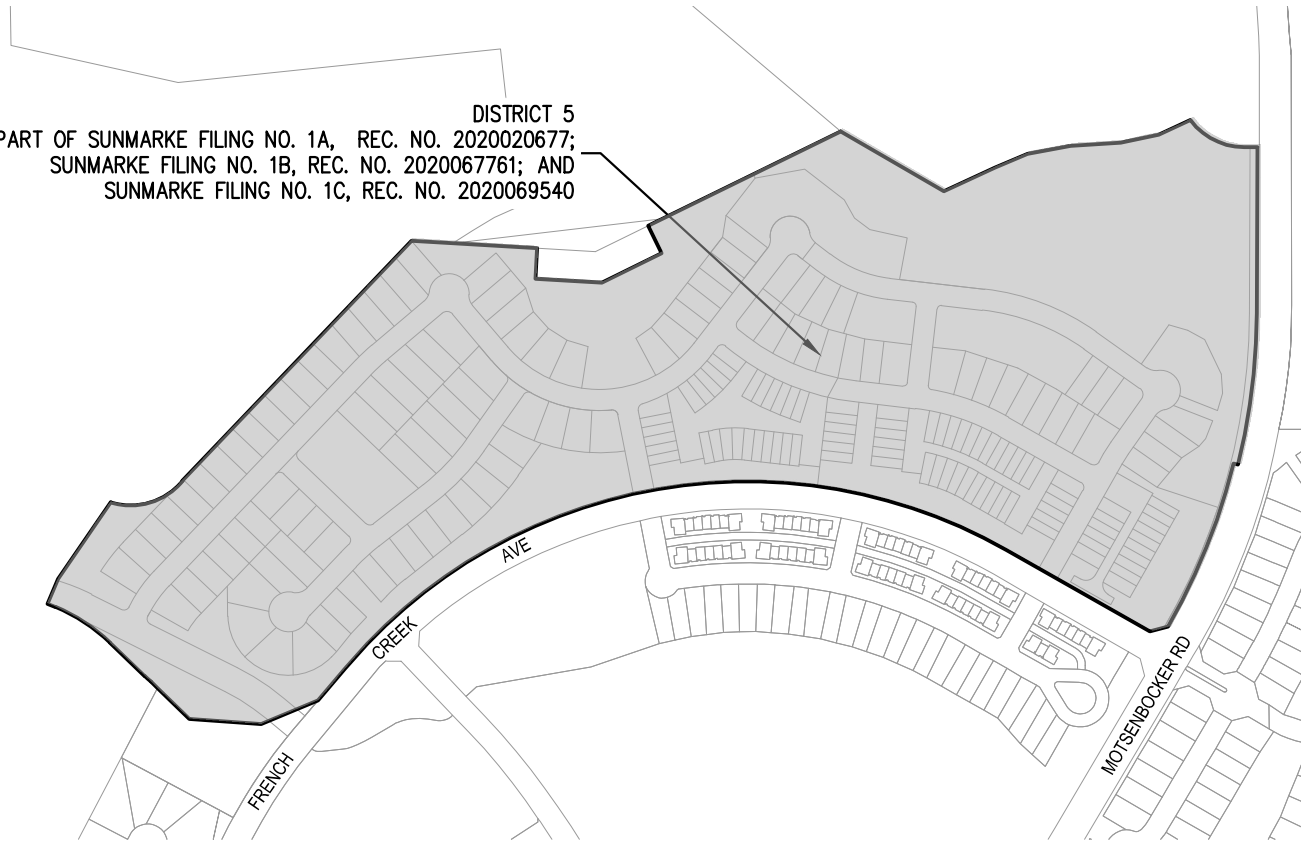 DISTRICT 5
PART OF SUNMARKE FILING NO. 1A, REC. NO. 2020020677;
SUNMARKE FILING NO. 1B, REC. NO. 2020067761; AND
SUNMARKE FILING NO. 1C, REC. NO. 2020069540
FRENCH CREEK AVE
MOTSENBOCKER RD